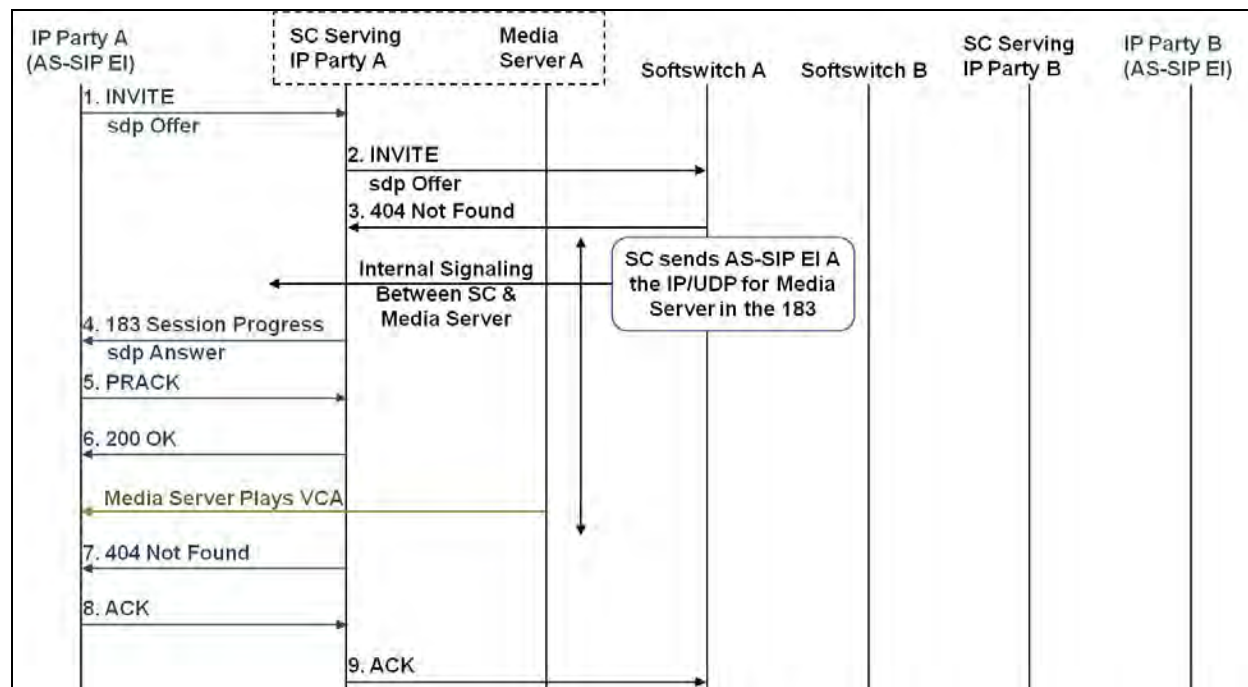 IP Party A
(AS-SIP EI)
SC Serving
IP Party A
Media
Server A
Softswitch A
Softswitch B
SC Serving
IP Party B
IP Party B
(AS-SIP EI)
1. INVITE
sdp Offer
2. INVITE
sdp Offer
3. 404 Not Found
SC sends AS-SIP EI A
the IP/UDP for Media
Server in the 183
Internal Signaling
Between SC &
Media Server
4. 183 Session Progress
sdp Answer
5. PRACK
6. 200 OK
Media Server Plays VCA
7. 404 Not Found
8. ACK
9. ACK